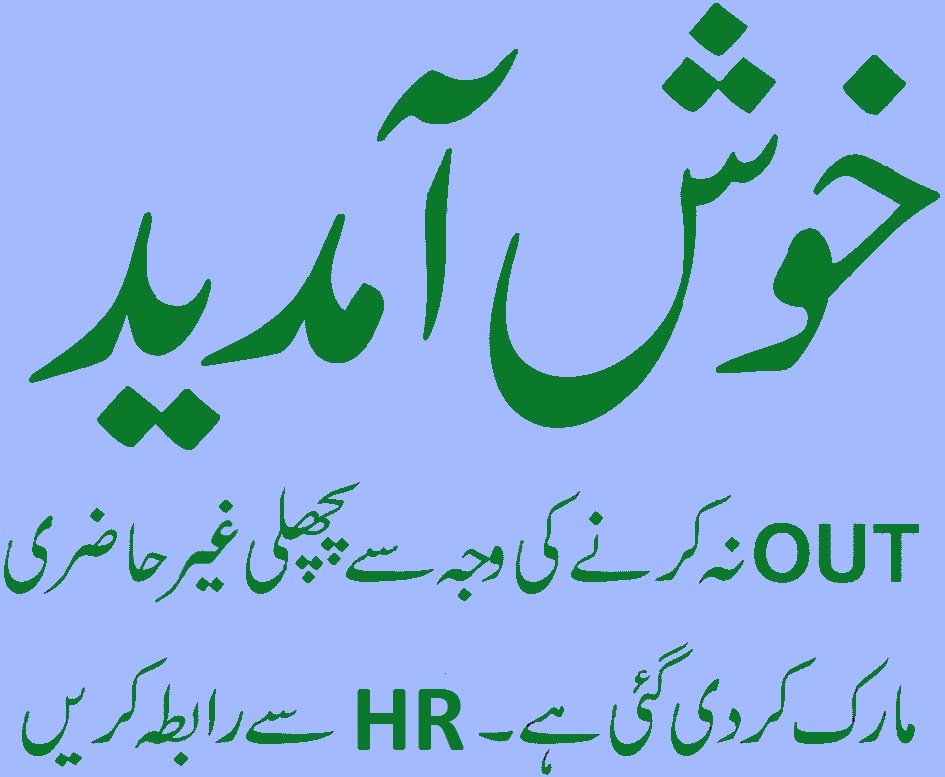 خوش آمدید
OUT نہ کرنے کی وجہ سے پچھلی غیر حاضری
مارک کر دی گئی ہے۔ HR سے رابطہ کریں